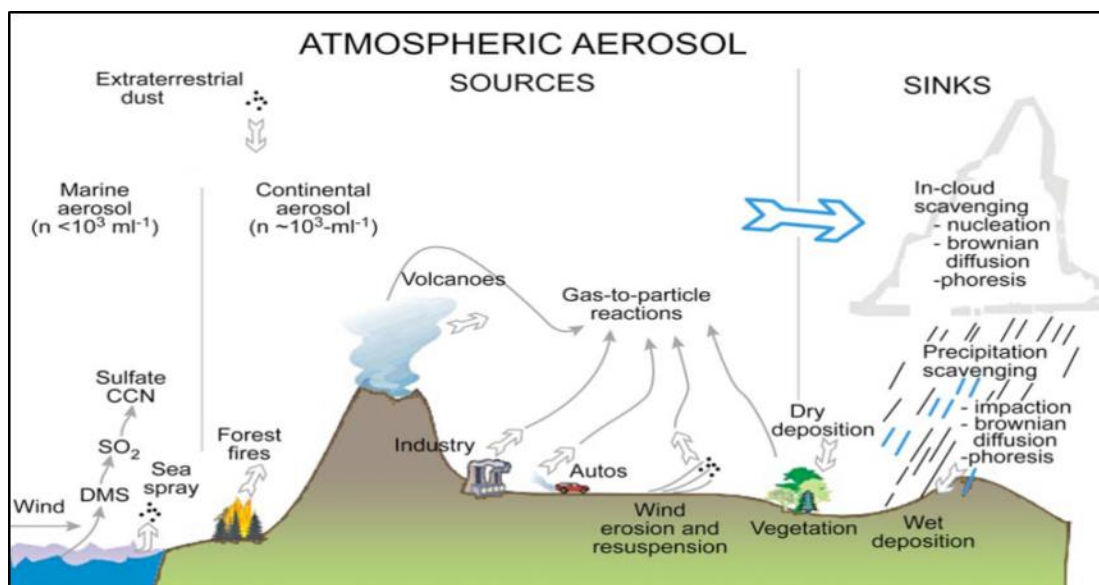 ATMOSPHERIC AEROSOL
SOURCES
SINKS
Extraterrestrial
dust
Marine
aerosol
(n <10³ ml⁻¹)
Continental
aerosol
(n ~10³-ml⁻¹)
In-cloud
scavenging
- nucleation
- brownian
diffusion
-phoresis
Volcanoes
Gas-to-particle
reactions
Precipitation
scavenging
- impaction
- brownian
diffusion
-phoresis
Sulfate
CCN
SO₂
DMS
Wind
Sea
spray
Forest
fires
Industry
Autos
Wind
erosion and
resuspension
Dry
deposition
Vegetation
Wet
deposition